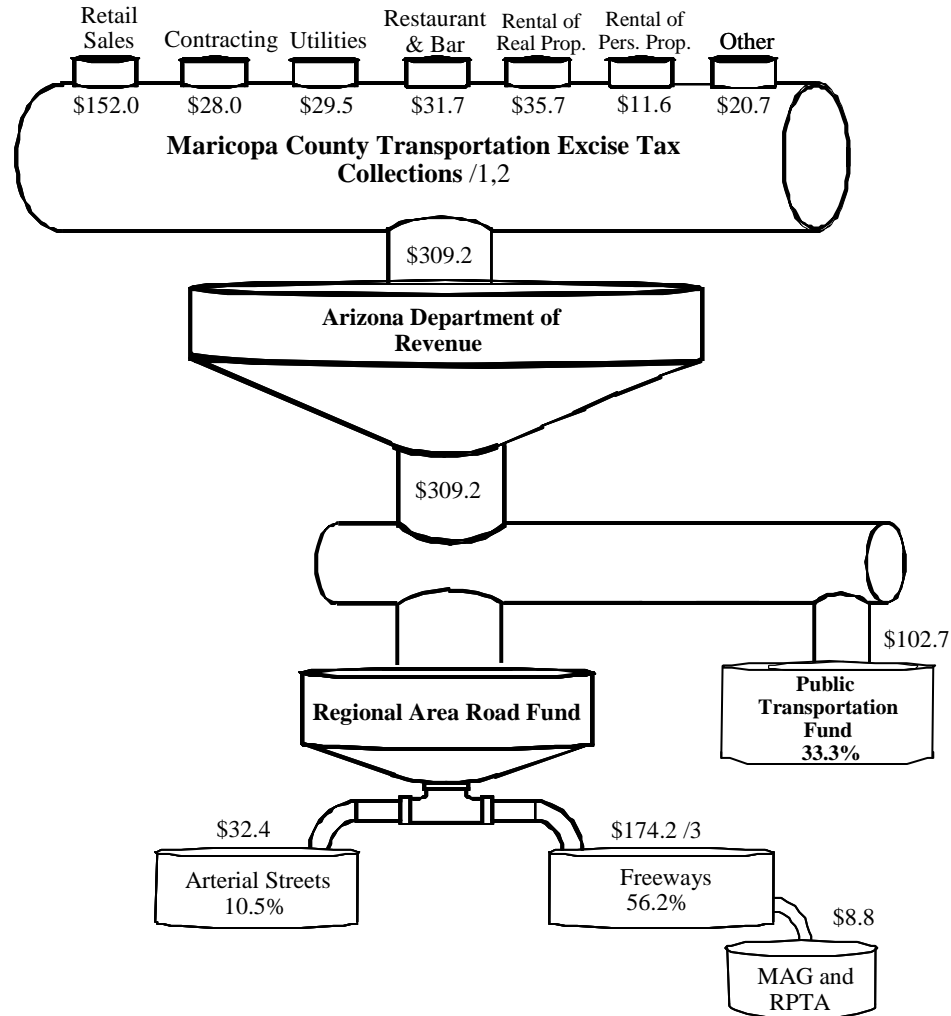 Retail
Sales
Contracting
Utilities
Restaurant
& Bar
Rental of
Real Prop.
Rental of
Pers. Prop.
Other
$152.0
$28.0
$29.5
$31.7
$35.7
$11.6
$20.7
Maricopa County Transportation Excise Tax
Collections /1,2
$309.2
Arizona Department of
Revenue
$309.2
$102.7
Public
Transportation
Fund
33.3%
Regional Area Road Fund
$32.4
$174.2 /3
Arterial Streets
10.5%
Freeways
56.2%
$8.8
MAG and
RPTA